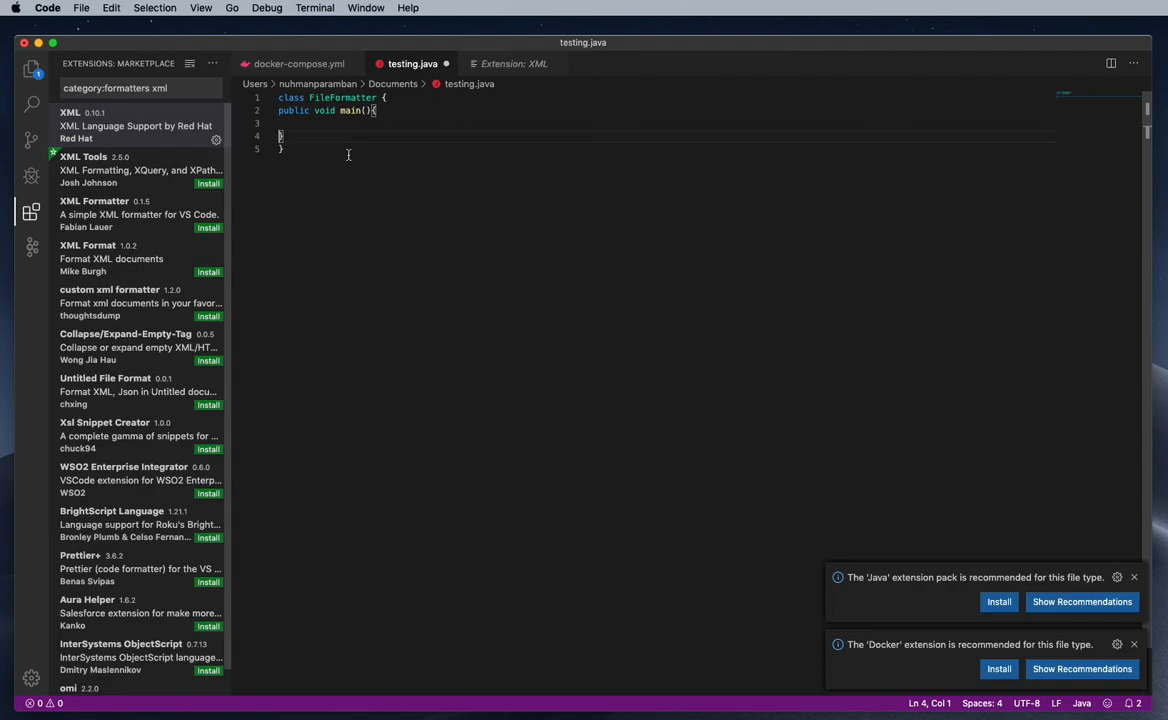 Code File Edit Selection View Go Debug Terminal Window Help
testing.java
EXTENSIONS: MARKETPLACE
docker-compose.yml testing.java Extension: XML
category:formatters xml
Users nuhmanparamban Documents testing.java
XML 0.10.1
XML Language Support by Red Hat
Red Hat
XML Tools 2.5.0
XML Formatting, XQuery, and XPath...
Josh Johnson Install
XML Formatter 0.1.5
A simple XML formatter for VS Code.
Fabian Lauer Install
XML Format 1.0.2
Format XML documents
Mike Burgh Install
custom xml formatter 1.2.0
Format xml documents in your favor...
thoughtsdump Install
Collapse/Expand-Empty-Tag 0.0.5
Collapse or expand empty XML/HT...
Wong Jia Hau Install
Untitled File Format 0.0.1
Format XML, Json in Untitled docu...
chxing Install
Xsl Snippet Creator 1.0.0
A complete gamma of snippets for ...
chuck94 Install
WSO2 Enterprise Integrator 0.6.0
VSCode extension for WSO2 Enterp...
WSO2 Install
BrightScript Language 1.21.1
Language support for Roku's Bright...
Bronley Plumb & Celso Fernan... Install
Prettier+ 3.6.2
Prettier (code formatter) for the VS ...
Benas Svipas Install
Aura Helper 1.6.2
Salesforce extension for make more...
Kanko Install
InterSystems ObjectScript 0.7.13
InterSystems ObjectScript language...
Dmitry Maslennikov Install
omi 2.2.0
1 class FileFormatter {
2 public void main(){
3
4 }
5 }
The 'Java' extension pack is recommended for this file type.
Install Show Recommendations
The 'Docker' extension is recommended for this file type.
Install Show Recommendations
1
0 0 Ln 4, Col 1 Spaces: 4 UTF-8 LF Java 2